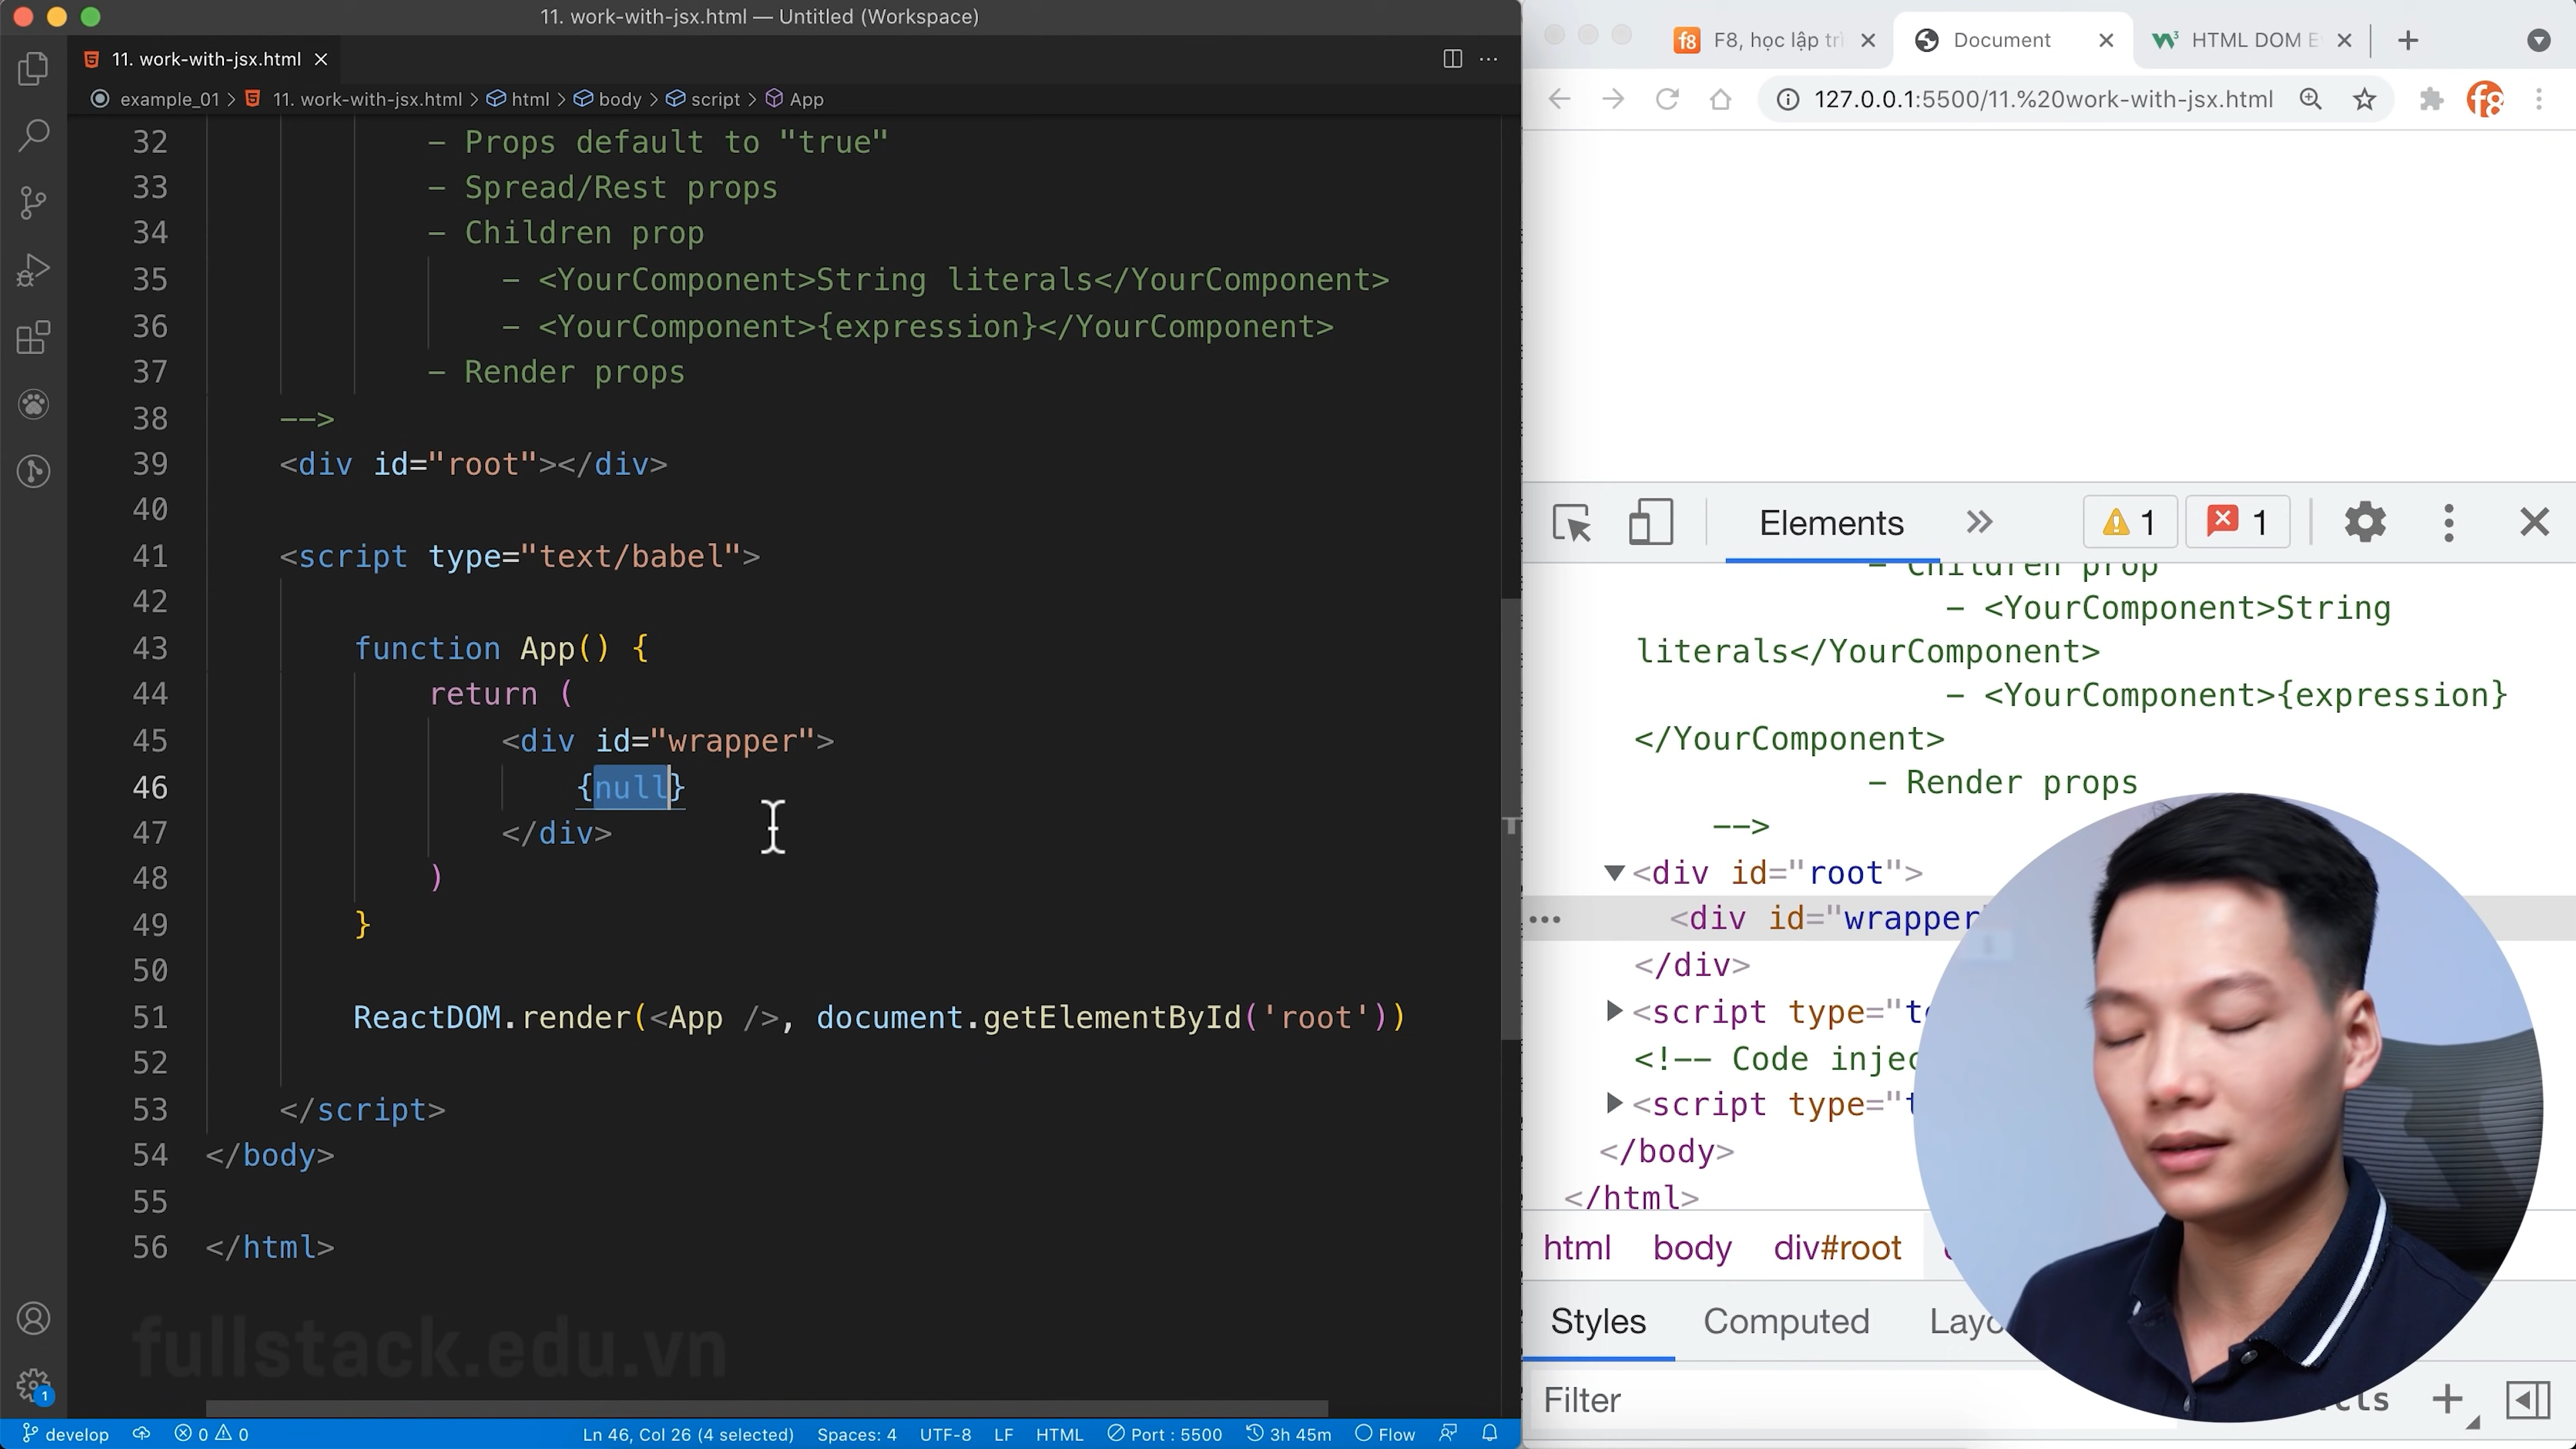 11. work-with-jsx.html — Untitled (Workspace)
11. work-with-jsx.html
example_01 > 11. work-with-jsx.html > html > body > script > App
32 - Props default to "true"
33 - Spread/Rest props
34 - Children prop
35 - <YourComponent>String literals</YourComponent>
36 - <YourComponent>{expression}</YourComponent>
37 - Render props
38 -->
39 <div id="root"></div>
40
41 <script type="text/babel">
42
43 function App() {
44 return (
45 <div id="wrapper">
46 {null}
47 </div>
48 )
49 }
50
51 ReactDOM.render(<App />, document.getElementById('root'))
52
53 </script>
54 </body>
55
56 </html>
fullstack.edu.vn
1
develop 0 0 Ln 46, Col 26 (4 selected) Spaces: 4 UTF-8 LF HTML Port : 5500 3h 45m Flow
F8, học lập trì Document HTML DOM E
127.0.0.1:5500/11.%20work-with-jsx.html
Elements 1 1
- Children prop
- <YourComponent>String
literals</YourComponent>
- <YourComponent>{expression}
</YourComponent>
- Render props
-->
<div id="root">
<div id="wrapper
</div>
<script type="t
<!-- Code injec
<script type="t
</body>
</html>
html body div#root
Styles Computed Layo
Filter